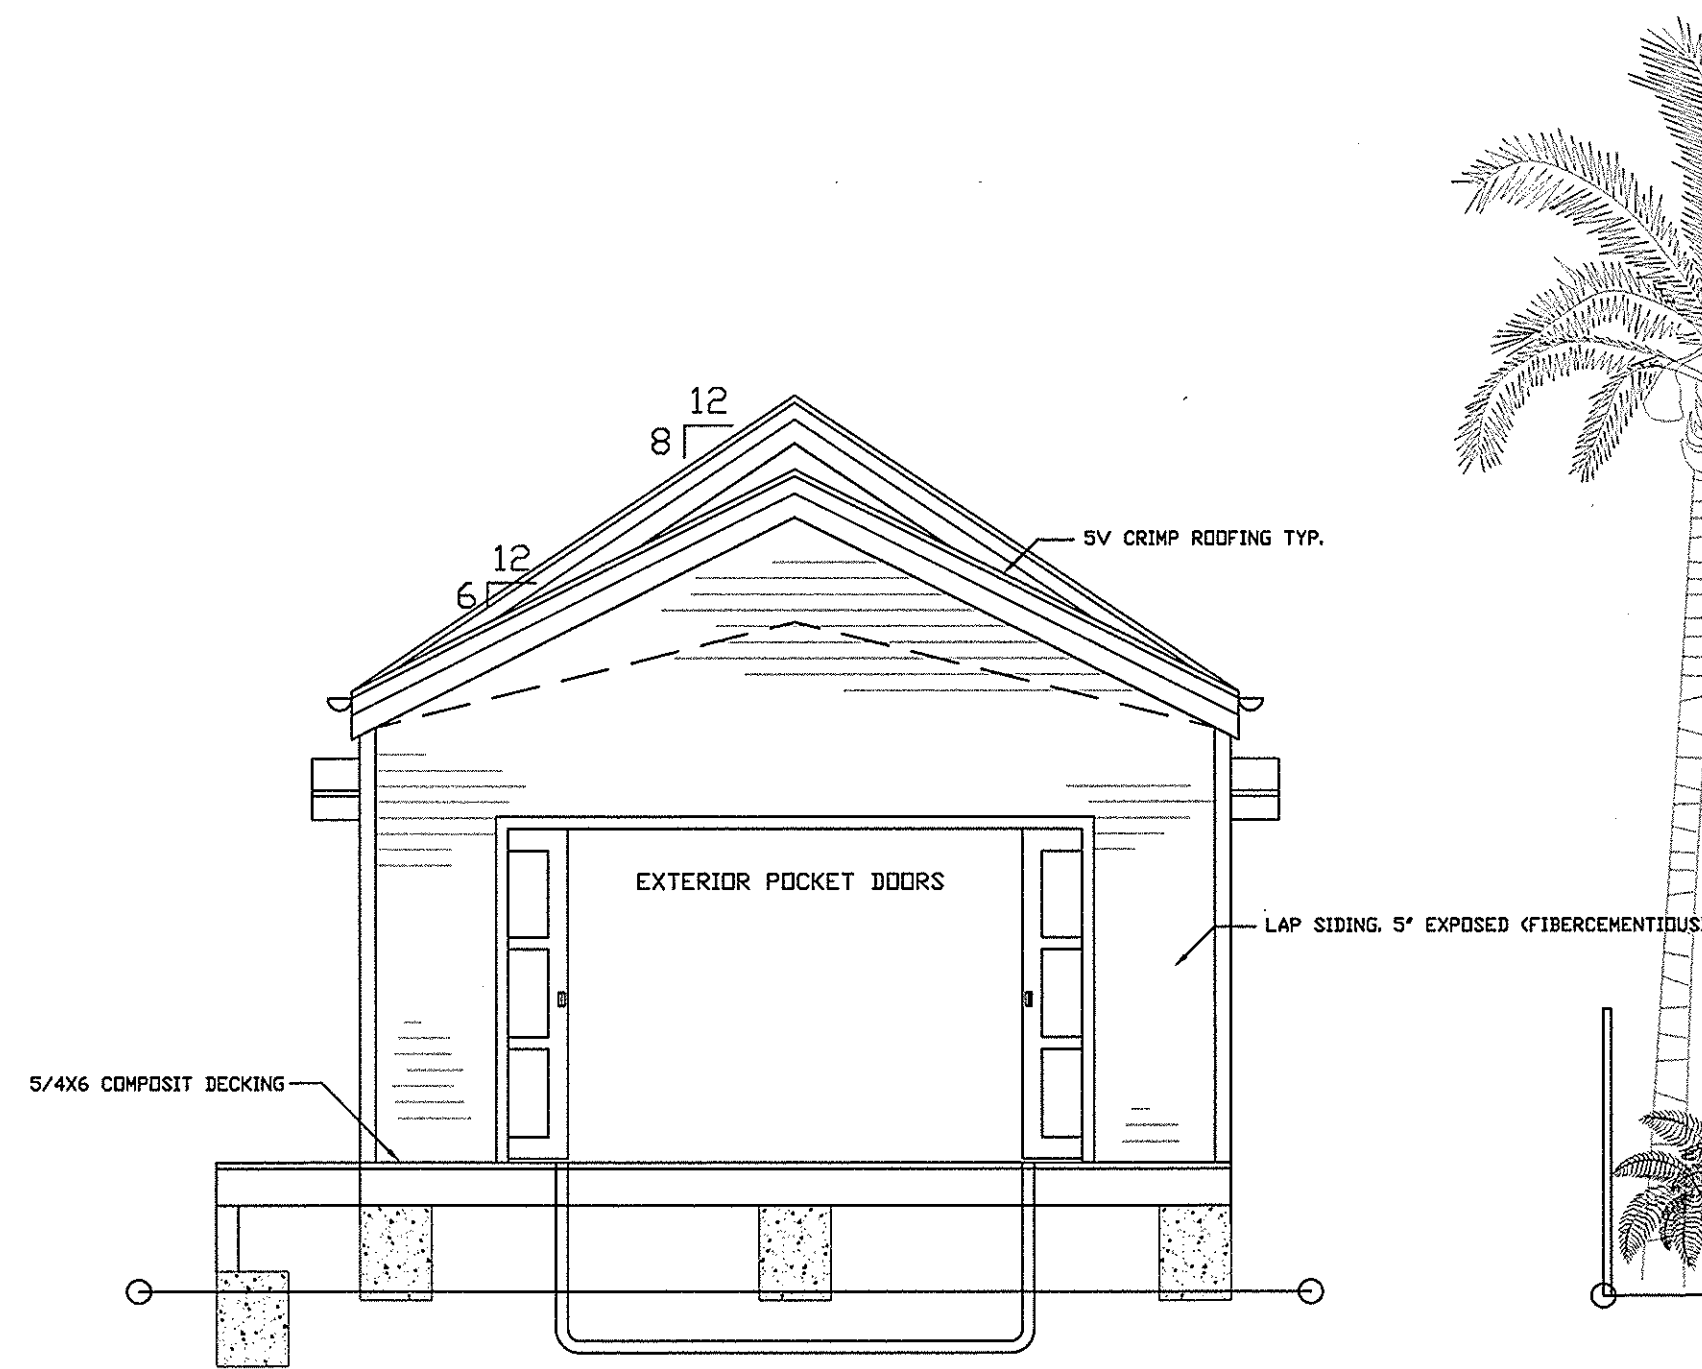 12
8
12
6
5V CRIMP ROOFING TYP.
EXTERIOR POCKET DOORS
LAP SIDING, 5" EXPOSED (FIBERCEMENTIOUS
5/4X6 COMPOSIT DECKING